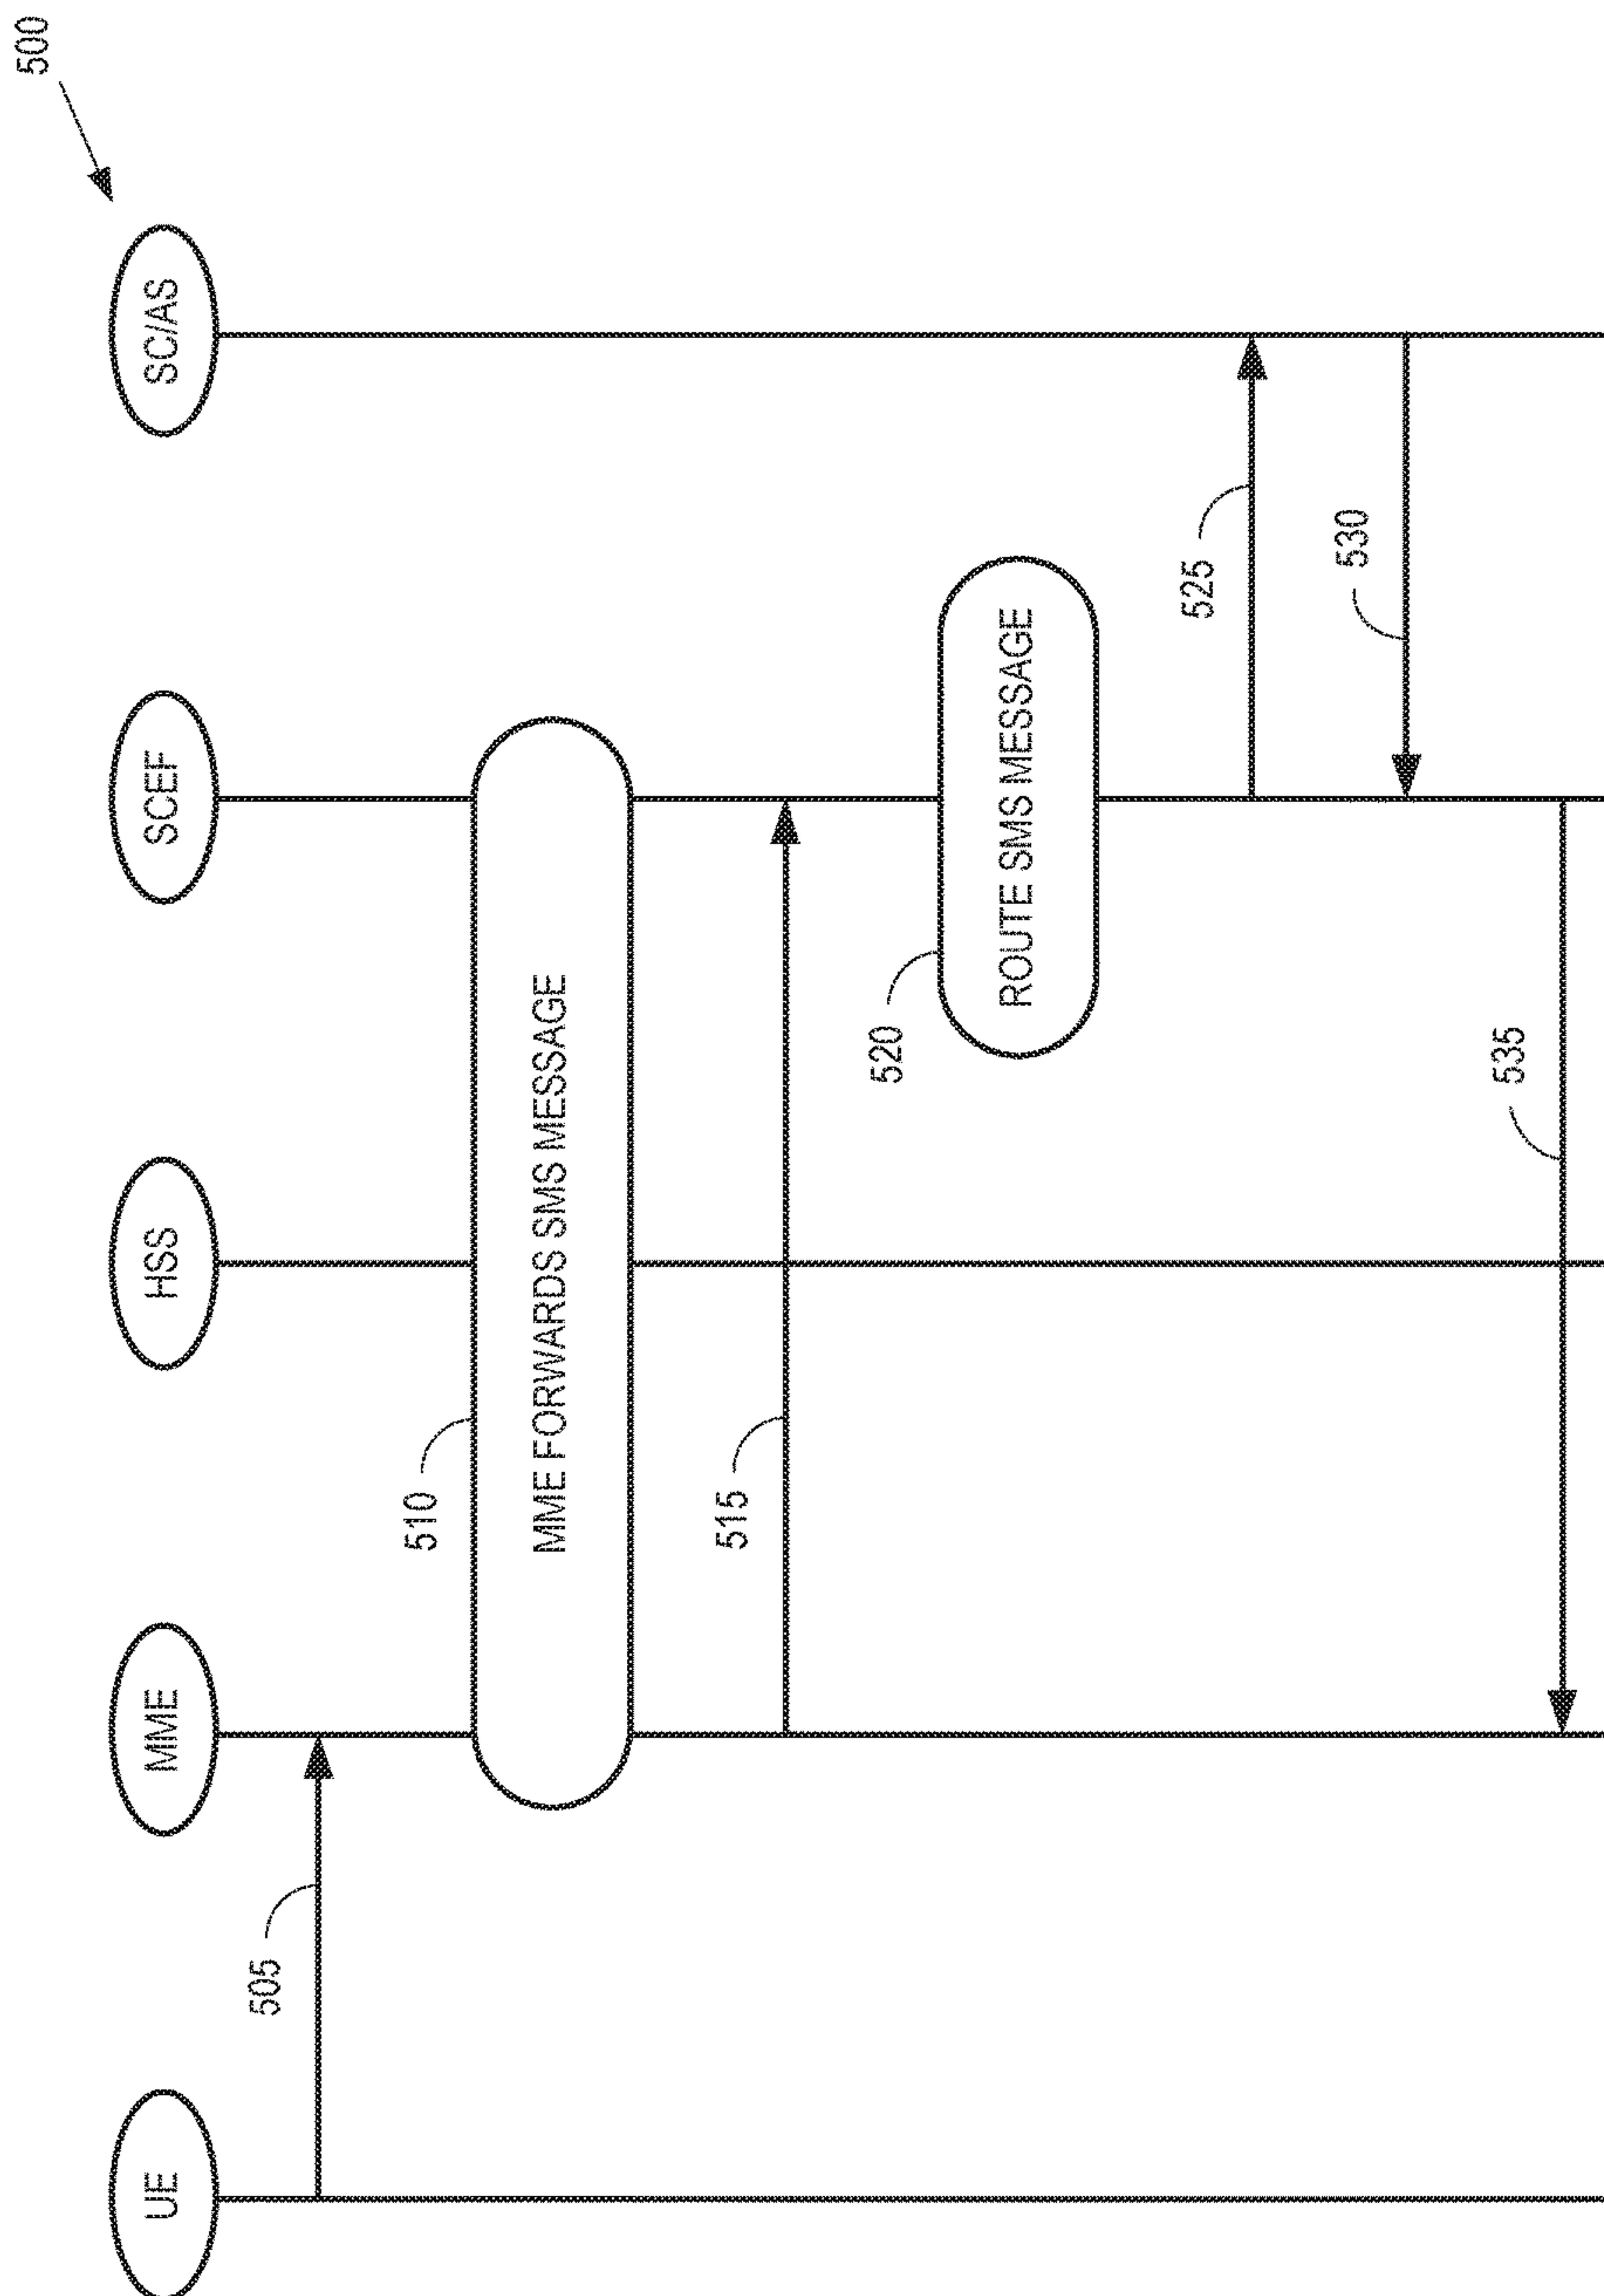 500
UE
MME
HSS
SCEF
SC/AS
505
510
MME FORWARDS SMS MESSAGE
515
520
ROUTE SMS MESSAGE
525
530
535